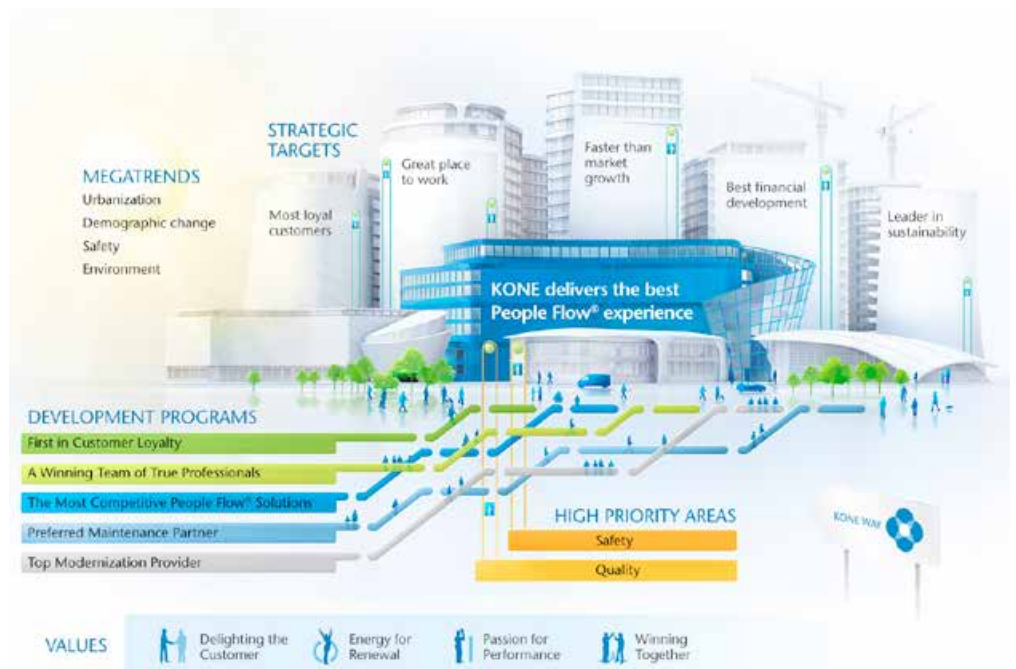 STRATEGIC
TARGETS
MEGATRENDS
Urbanization
Demographic change
Safety
Environment
Most loyal
customers
Great place
to work
Faster than
market
growth
Best financial
development
Leader in
sustainability
KONE delivers the best
People Flow® experience
DEVELOPMENT PROGRAMS
First in Customer Loyalty
A Winning Team of True Professionals
The Most Competitive People Flow® Solutions
Preferred Maintenance Partner
Top Modernization Provider
HIGH PRIORITY AREAS
Safety
Quality
KONE WAY
VALUES
Delighting the
Customer
Energy for
Renewal
Passion for
Performance
Winning
Together